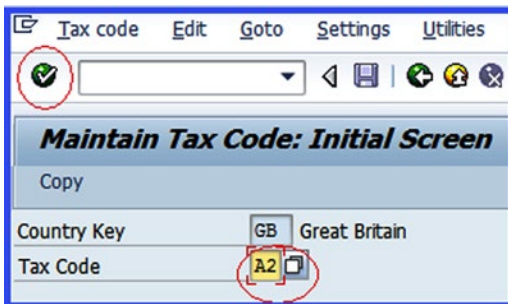 Tax code Edit Goto Settings Utilities
Maintain Tax Code: Initial Screen
Copy
Country Key GB Great Britain
Tax Code A2